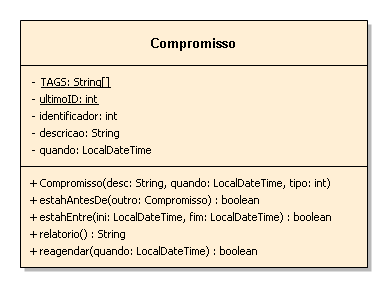 Compromisso
- TAGS: String[]
- ultimoID: int
- identificador: int
- descricao: String
- quando: LocalDateTime
+ Compromisso(desc: String, quando: LocalDateTime, tipo: int)
+ estahAntesDe(outro: Compromisso) : boolean
+ estahEntre(ini: LocalDateTime, fim: LocalDateTime) : boolean
+ relatorio() : String
+ reagendar(quando: LocalDateTime) : boolean